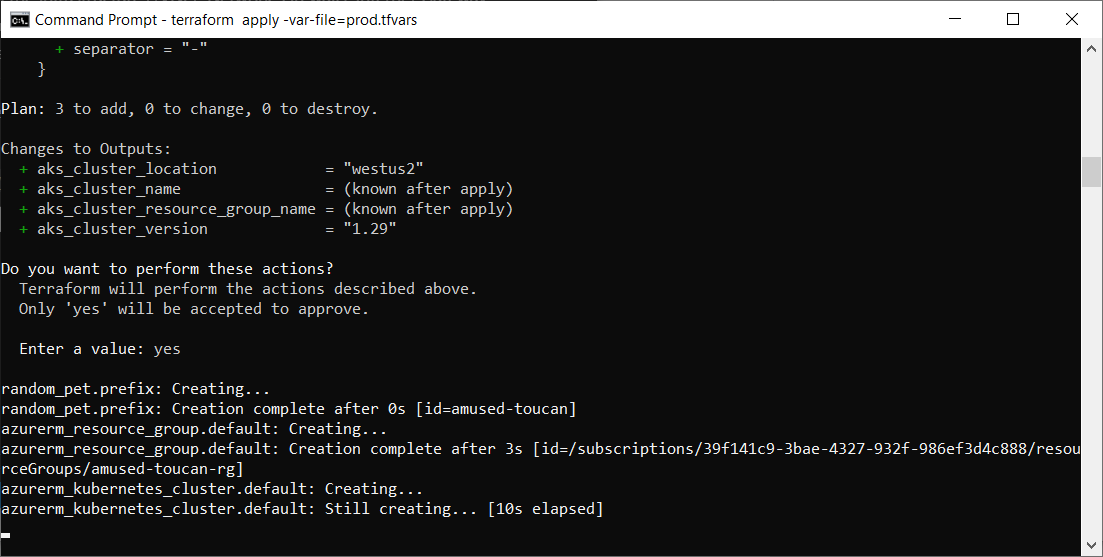 Command Prompt - terraform  apply -var-file=prod.tfvars
      + separator = "-"
    }
Plan: 3 to add, 0 to change, 0 to destroy.
Changes to Outputs:
  + aks_cluster_location            = "westus2"
  + aks_cluster_name                = (known after apply)
  + aks_cluster_resource_group_name = (known after apply)
  + aks_cluster_version             = "1.29"
Do you want to perform these actions?
  Terraform will perform the actions described above.
  Only 'yes' will be accepted to approve.
  Enter a value: yes
random_pet.prefix: Creating...
random_pet.prefix: Creation complete after 0s [id=amused-toucan]
azurerm_resource_group.default: Creating...
azurerm_resource_group.default: Creation complete after 3s [id=/subscriptions/39f141c9-3bae-4327-932f-986ef3d4c888/resou
rceGroups/amused-toucan-rg]
azurerm_kubernetes_cluster.default: Creating...
azurerm_kubernetes_cluster.default: Still creating... [10s elapsed]